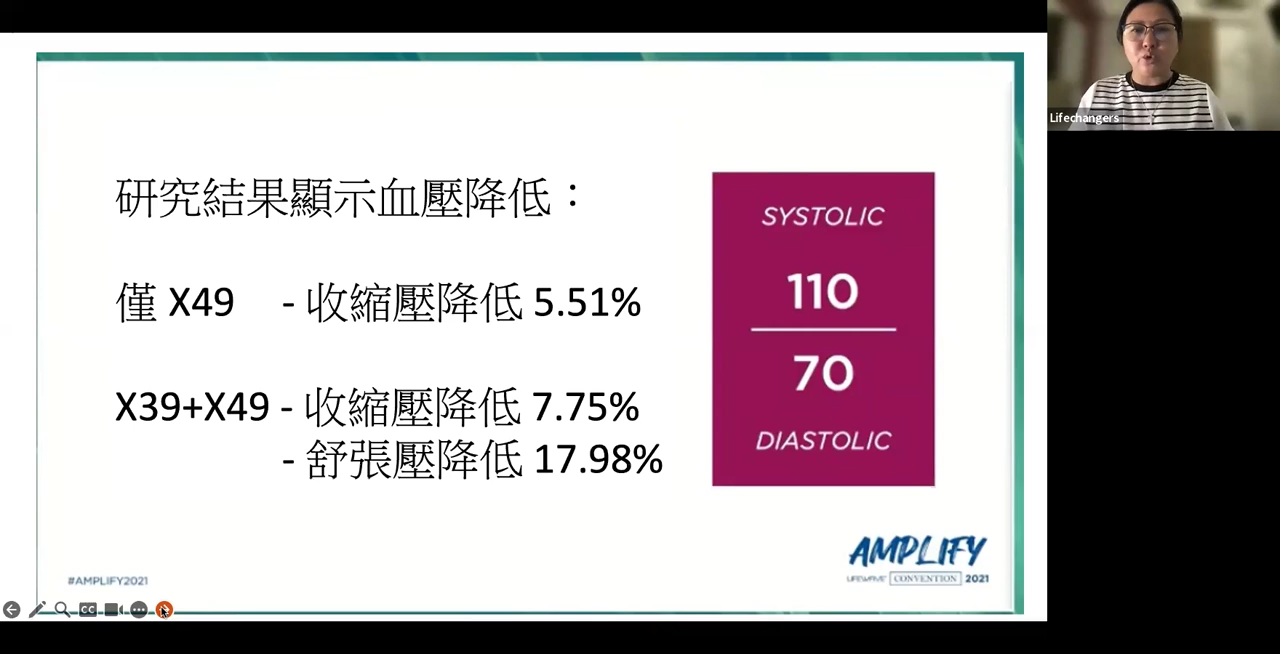 研究結果顯示血壓降低：
僅 X49 - 收縮壓降低 5.51%
X39+X49 - 收縮壓降低 7.75%
- 舒張壓降低 17.98%
SYSTOLIC
110
70
DIASTOLIC
AMPLIFY
LIFEWAVE CONVENTION 2021
#AMPLIFY2021
CC
Lifechangers